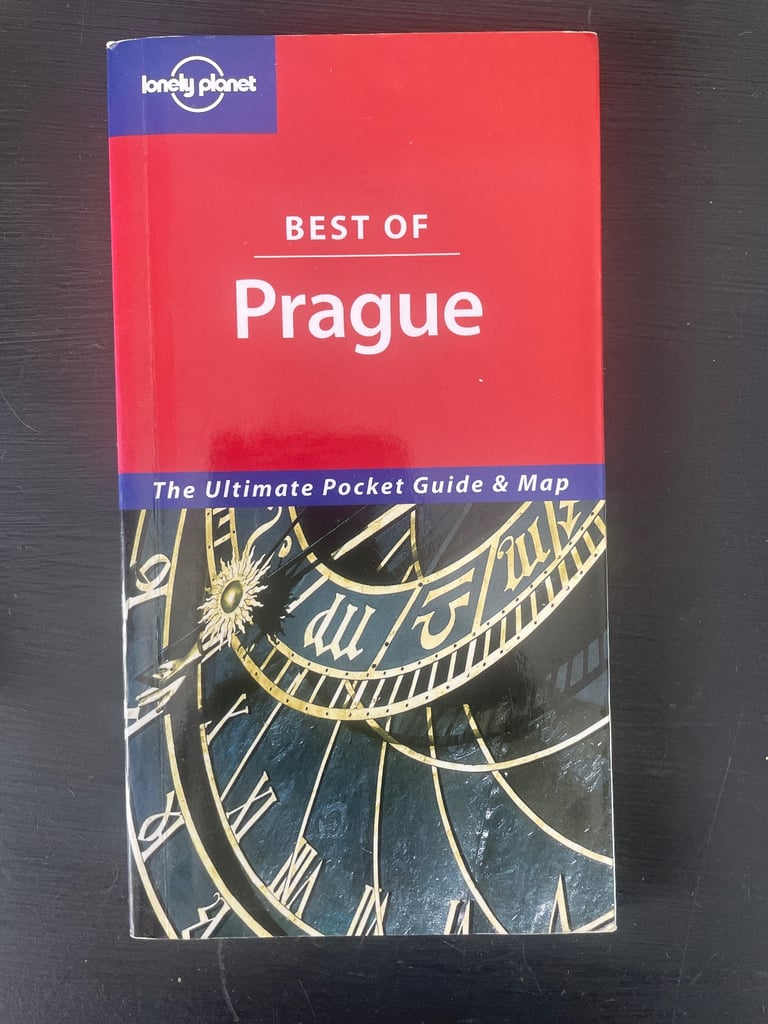 lonely planet
BEST OF
Prague
The Ultimate Pocket Guide & Map